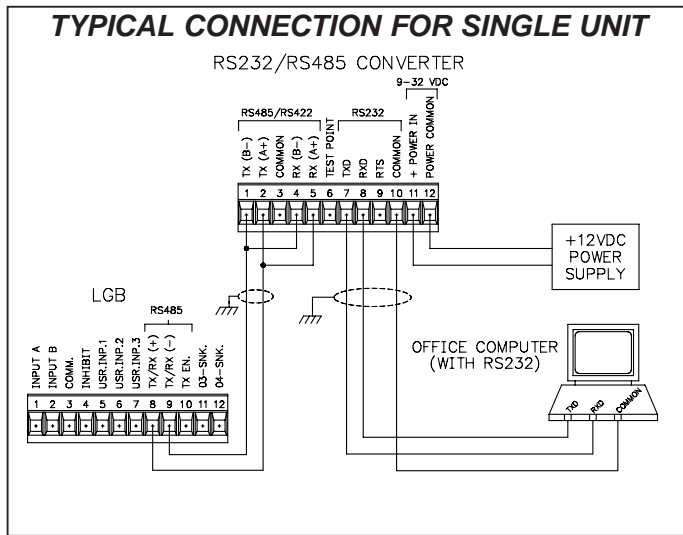 TYPICAL CONNECTION FOR SINGLE UNIT
RS232/RS485 CONVERTER
9-32 VDC
RS485/RS422
RS232
TX (B-)
TX (A+)
COMMON
RX (B-)
RX (A+)
TEST POINT
TXD
RXD
RTS
COMMON
+ POWER IN
POWER COMMON
1 2 3 4 5 6 7 8 9 10 11 12
+12VDC
POWER
SUPPLY
LGB
RS485
INPUT A
INPUT B
COMM.
INHIBIT
USR.INP.1
USR.INP.2
USR.INP.3
TX/RX (+)
TX/RX (-)
TX EN.
O3-SNK.
O4-SNK.
1 2 3 4 5 6 7 8 9 10 11 12
OFFICE COMPUTER
(WITH RS232)
TXD
RXD
COMMON